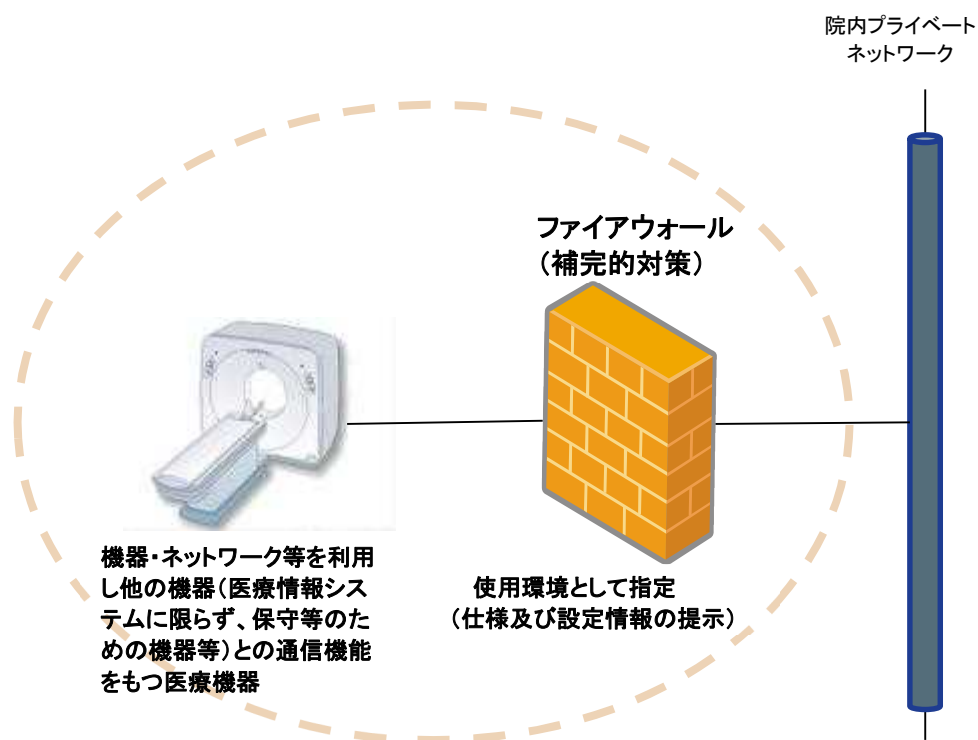 院内プライベート
ネットワーク
ファイアウォール
（補完的対策）
機器・ネットワーク等を利用
し他の機器（医療情報シス
テムに限らず、保守等のた
めの機器等）との通信機能
をもつ医療機器
使用環境として指定
（仕様及び設定情報の提示）